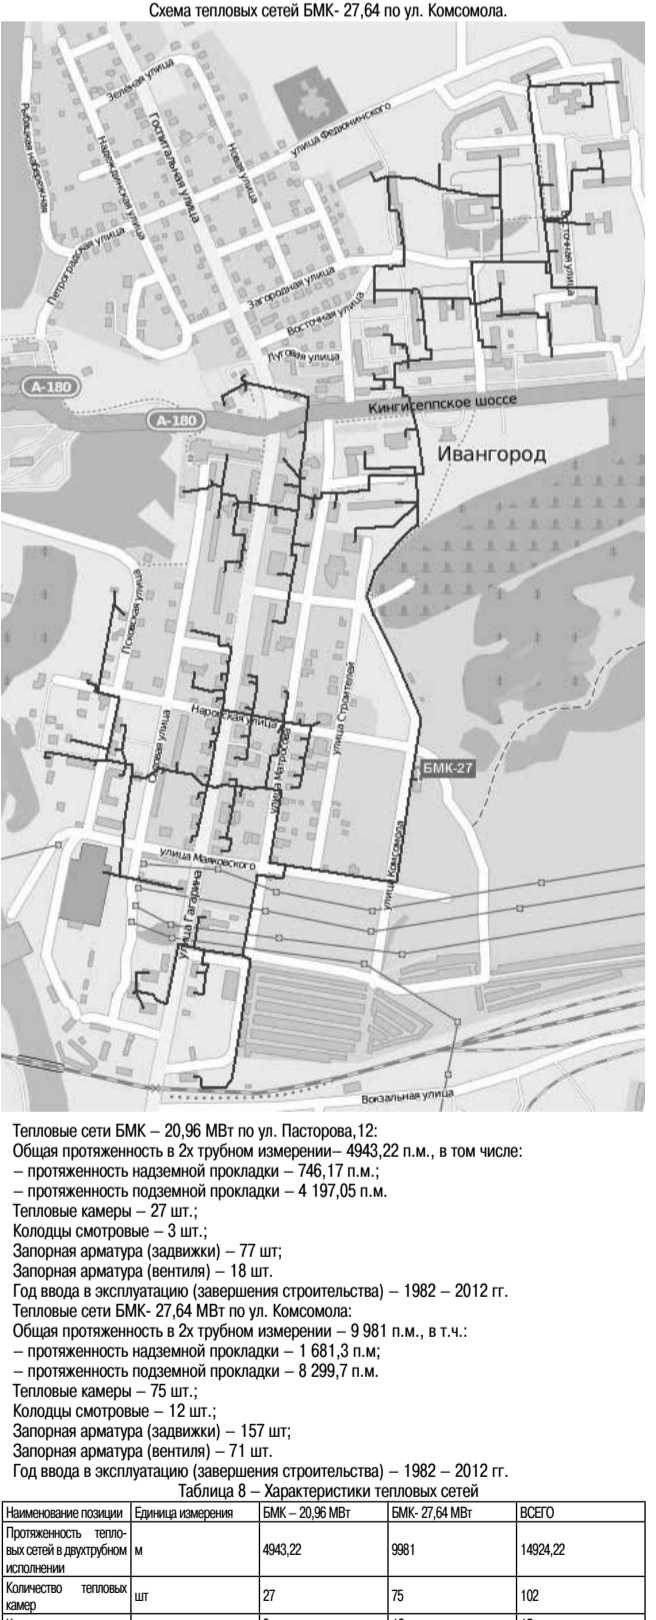 Схема тепловых сетей БМК- 27,64 по ул. Комсомола.
Зелёная улица
Рыбацкая набережная
Госпитальная улица
Наделдинская улица
Новая улица
улица Федюнинского
Петроградская улица
Восточная улица
Загородная улица
Восточная улица
Луговая улица
А-180
А-180
Кингисеппское шоссе
Ивангород
Псковская улица
Садовая улица
Нарвская улица
улица Строителей
улица Матросова
БМК-27
улица Маяковского
улица Комсомола
улица Гагарина
Вокзальная улица
Тепловые сети БМК – 20,96 МВт по ул. Пасторова,12:
Общая протяженность в 2х трубном измерении– 4943,22 п.м., в том числе:
– протяженность надземной прокладки – 746,17 п.м.;
– протяженность подземной прокладки – 4 197,05 п.м.
Тепловые камеры – 27 шт.;
Колодцы смотровые – 3 шт.;
Запорная арматура (задвижки) – 77 шт;
Запорная арматура (вентиля) – 18 шт.
Год ввода в эксплуатацию (завершения строительства) – 1982 – 2012 гг.
Тепловые сети БМК- 27,64 МВт по ул. Комсомола:
Общая протяженность в 2х трубном измерении – 9 981 п.м., в т.ч.:
– протяженность надземной прокладки – 1 681,3 п.м;
– протяженность подземной прокладки – 8 299,7 п.м.
Тепловые камеры – 75 шт.;
Колодцы смотровые – 12 шт.;
Запорная арматура (задвижки) – 157 шт;
Запорная арматура (вентиля) – 71 шт.
Год ввода в эксплуатацию (завершения строительства) – 1982 – 2012 гг.
Таблица 8 – Характеристики тепловых сетей
Наименование позиции Единица измерения БМК – 20,96 МВт БМК- 27,64 МВт ВСЕГО
Протяженность тепло-
вых сетей в двухтрубном м 4943,22 9981 14924,22
исполнении
Количество тепловых
камер шт 27 75 102